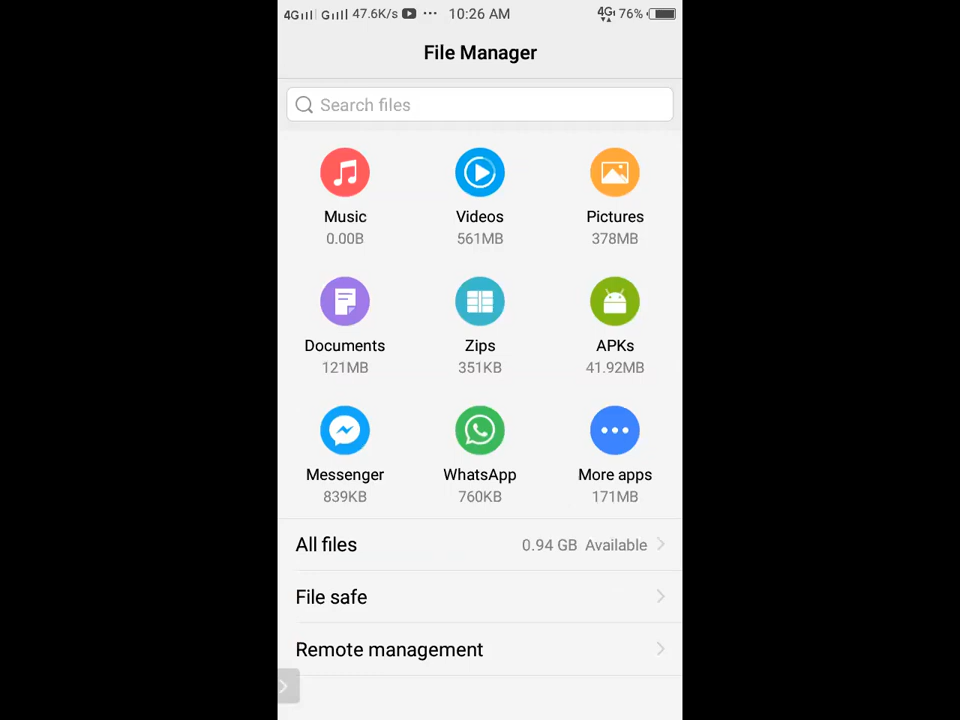 4G G 47.6K/s ··· 10:26 AM 4G 76%
File Manager
Search files
Music Videos Pictures
0.00B 561MB 378MB
Documents Zips APKs
121MB 351KB 41.92MB
Messenger WhatsApp More apps
839KB 760KB 171MB
All files 0.94 GB Available
File safe
Remote management